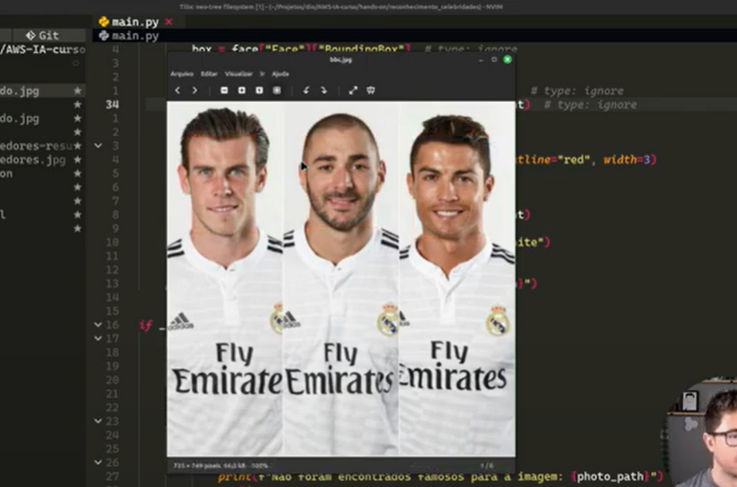 Tilix: neo-tree filesystem [1] - (~/Projetos/dio/AWS-IA-curso/hands-on/reconhecimento_celebridades) - NVIM
main.py
Git
main.py
/AWS-IA-curso
4 box = face["Face"]["BoundingBox"] # type: ignore
bbc.jpg
Arquivo Editar Visualizar Ir Ajuda
3
2
do.jpg
1 # type: ignore
34 t) # type: ignore
do.jpg
1
2
edores-resu
3
edores.jpg
4 tline="red", width=3)
on
5
6
7
8 t)
9
10 ite")
11
12
13 }")
14
15
16 if
17
18
19
20
21
22
23
24
25
26
27 print(f"Não foram encontrados famosos para a imagem: {photo_path}")
adidas
Fly
Emirates
Fly
Emirates
Fly
Emirates
735 × 749 pixels 66,0 kB 100%
1 / 6